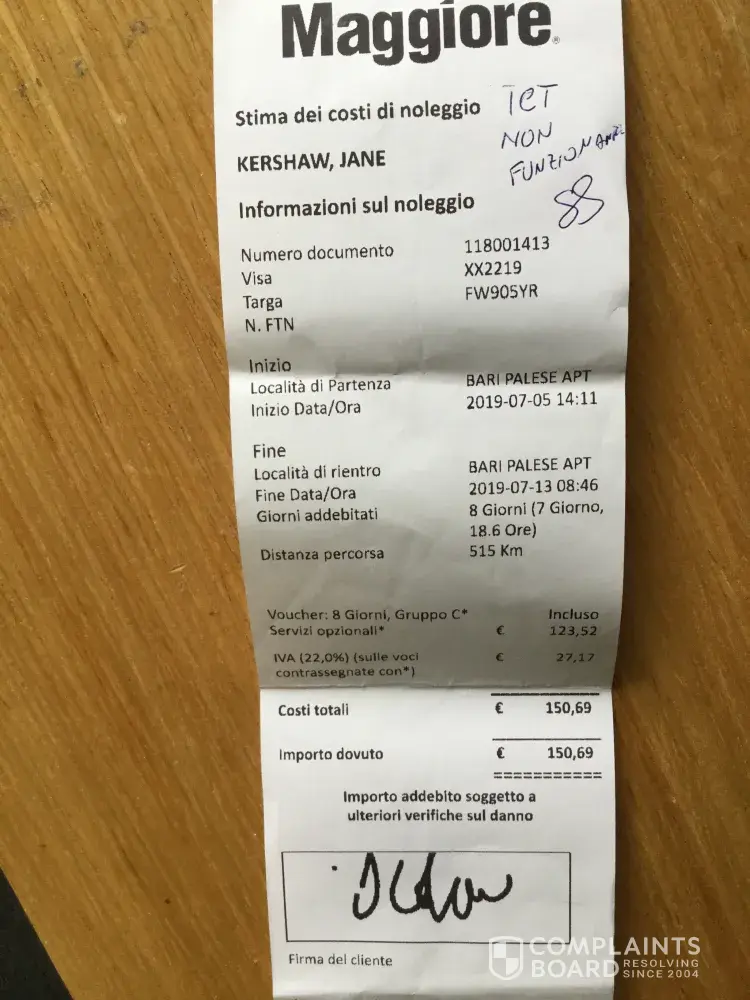 Maggiore
Stima dei costi di noleggio
TCT
NON
FUNZIONANTE
KERSHAW, JANE
Informazioni sul noleggio
Numero documento 118001413
Visa XX2219
Targa FW905YR
N. FTN
Inizio
Località di Partenza BARI PALESE APT
Inizio Data/Ora 2019-07-05 14:11
Fine
Località di rientro BARI PALESE APT
Fine Data/Ora 2019-07-13 08:46
Giorni addebitati 8 Giorni (7 Giorno,
18.6 Ore)
Distanza percorsa 515 Km
Voucher: 8 Giorni, Gruppo C* Incluso
Servizi opzionali* € 123,52
IVA (22,0%) (sulle voci € 27,17
contrassegnate con*)
Costi totali € 150,69
Importo dovuto € 150,69
===========
Importo addebito soggetto a
ulteriori verifiche sul danno
Firma del cliente
COMPLAINTS
BOARD RESOLVING
SINCE 2004